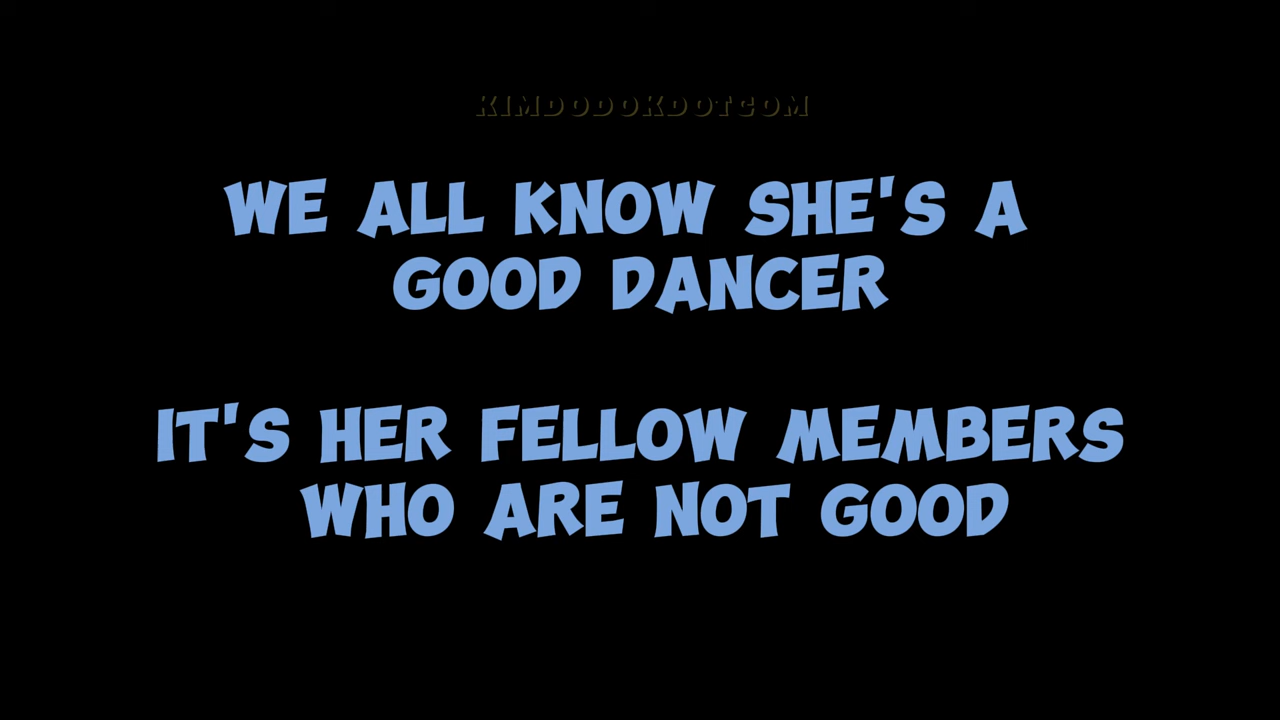 KIMDODOKDOTCOM
WE ALL KNOW SHE'S A
GOOD DANCER
IT'S HER FELLOW MEMBERS
WHO ARE NOT GOOD